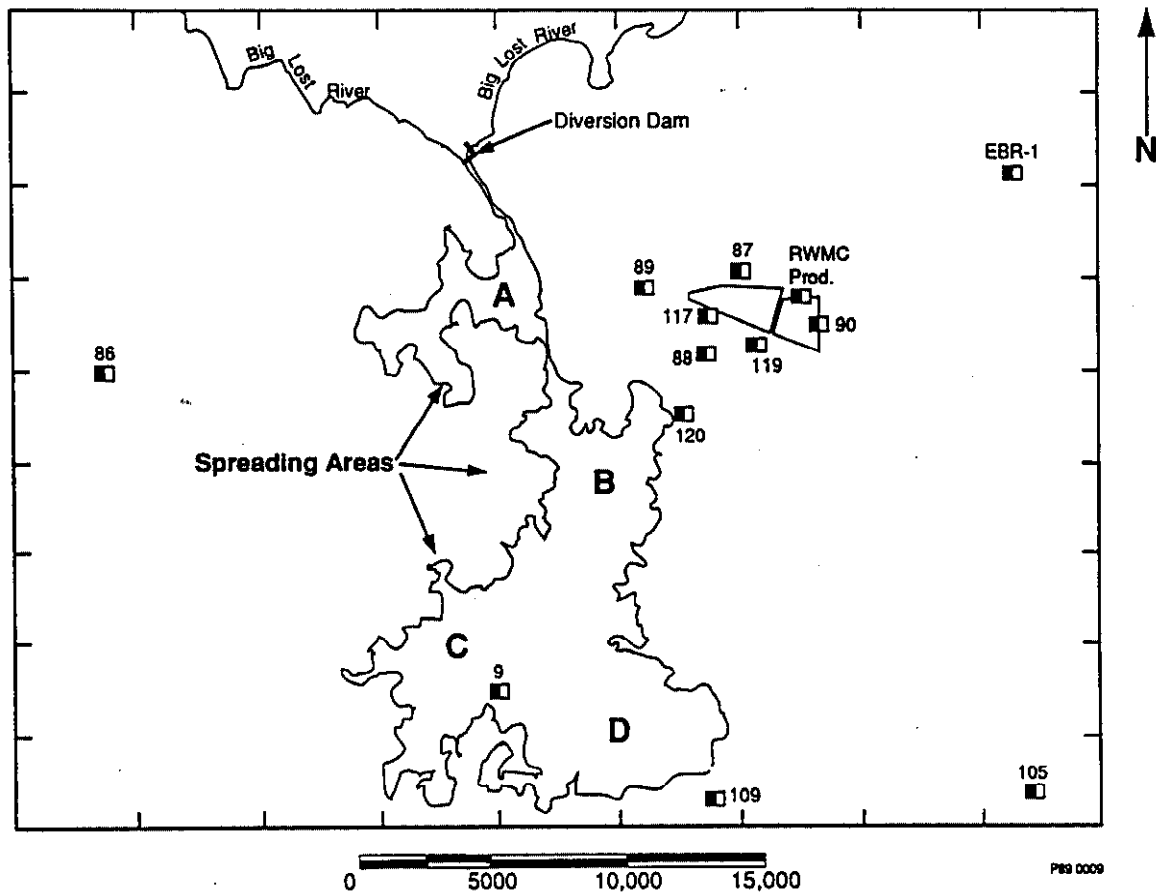 Big Lost River
Big Lost River
Diversion Dam
N
EBR-1
87
RWMC
Prod.
89
A
117
90
86
88
119
120
Spreading Areas
B
C
9
D
105
109
0 5000 10,000 15,000
P89 0009